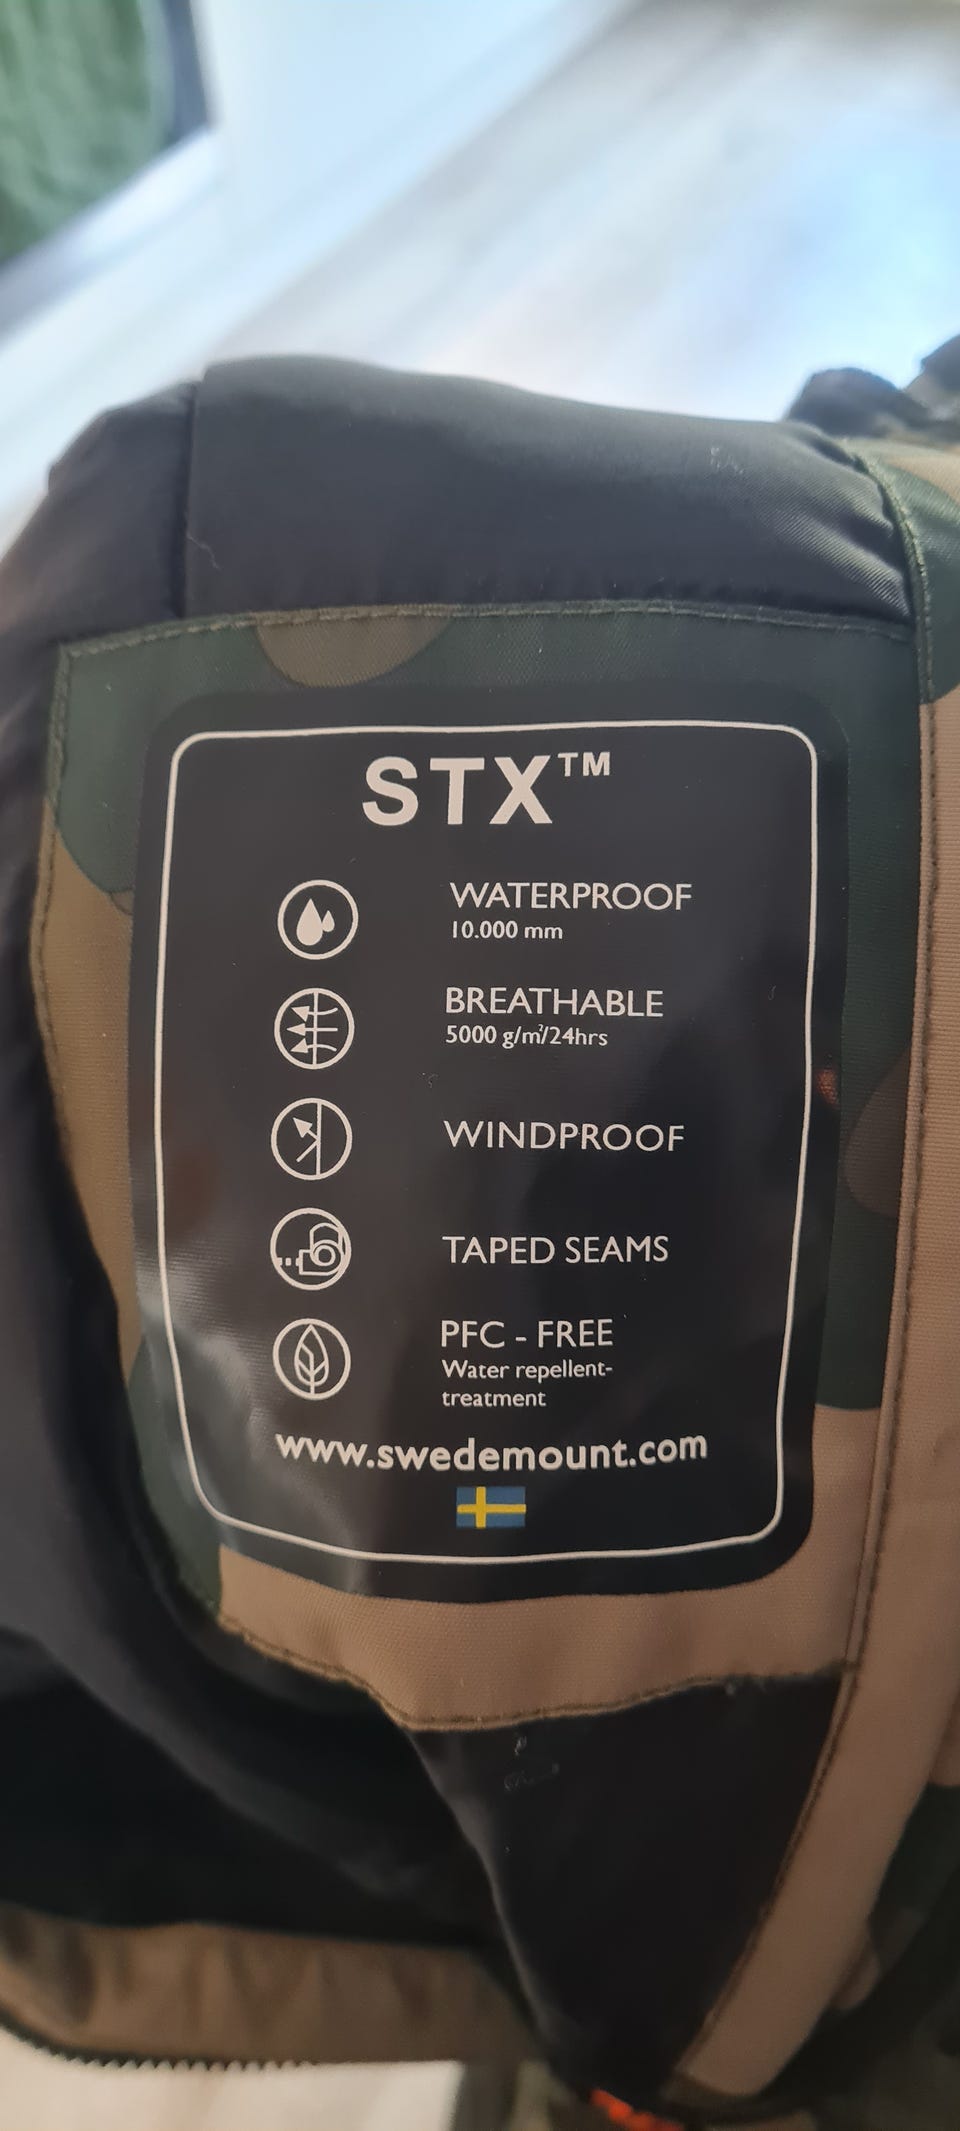 STX™
WATERPROOF
10.000 mm
BREATHABLE
5000 g/m²/24hrs
WINDPROOF
TAPED SEAMS
PFC - FREE
Water repellent-
treatment
www.swedemount.com